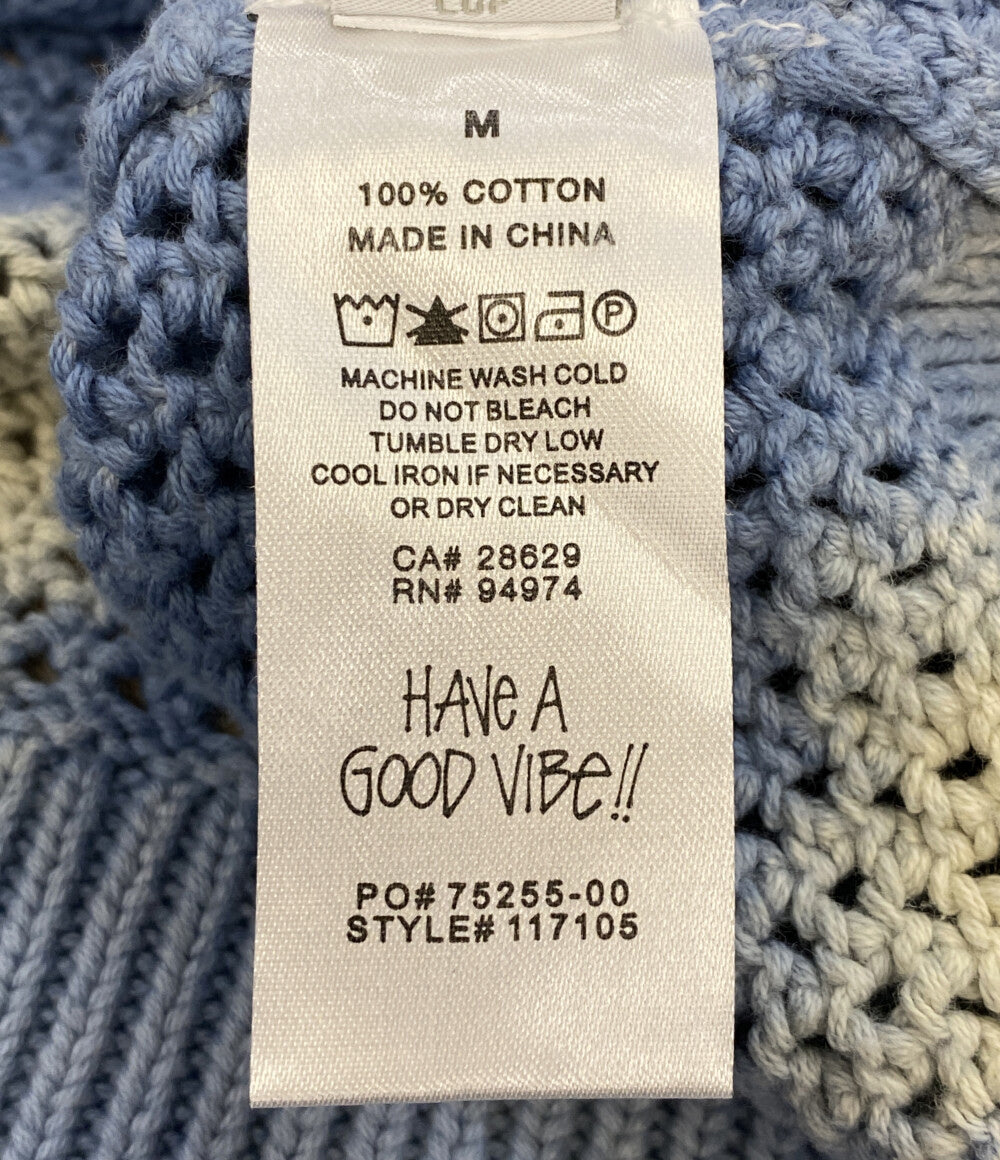 M
100% COTTON
MADE IN CHINA
P
MACHINE WASH COLD
DO NOT BLEACH
TUMBLE DRY LOW
COOL IRON IF NECESSARY
OR DRY CLEAN
CA# 28629
RN# 94974
HAVe A
GOOD VIBe!!
PO# 75255-00
STYLE# 117105